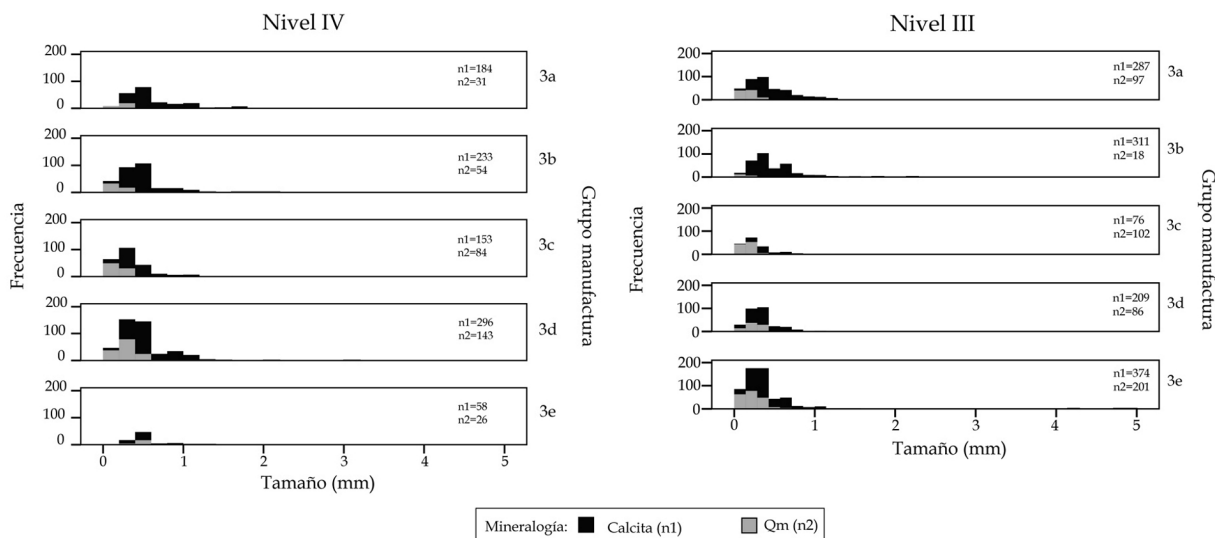 Nivel IV
200
100
0
n1=184
n2=31
3a
200
100
0
n1=233
n2=54
3b
200
100
0
n1=153
n2=84
3c
200
100
0
n1=296
n2=143
3d
200
100
0
n1=58
n2=26
3e
Frecuencia
Grupo manufactura
0 1 2 3 4 5
Tamaño (mm)
Nivel III
200
100
0
n1=287
n2=97
3a
200
100
0
n1=311
n2=18
3b
200
100
0
n1=76
n2=102
3c
200
100
0
n1=209
n2=86
3d
200
100
0
n1=374
n2=201
3e
Frecuencia
Grupo manufactura
0 1 2 3 4 5
Tamaño (mm)
Mineralogía: Calcita (n1) Qm (n2)